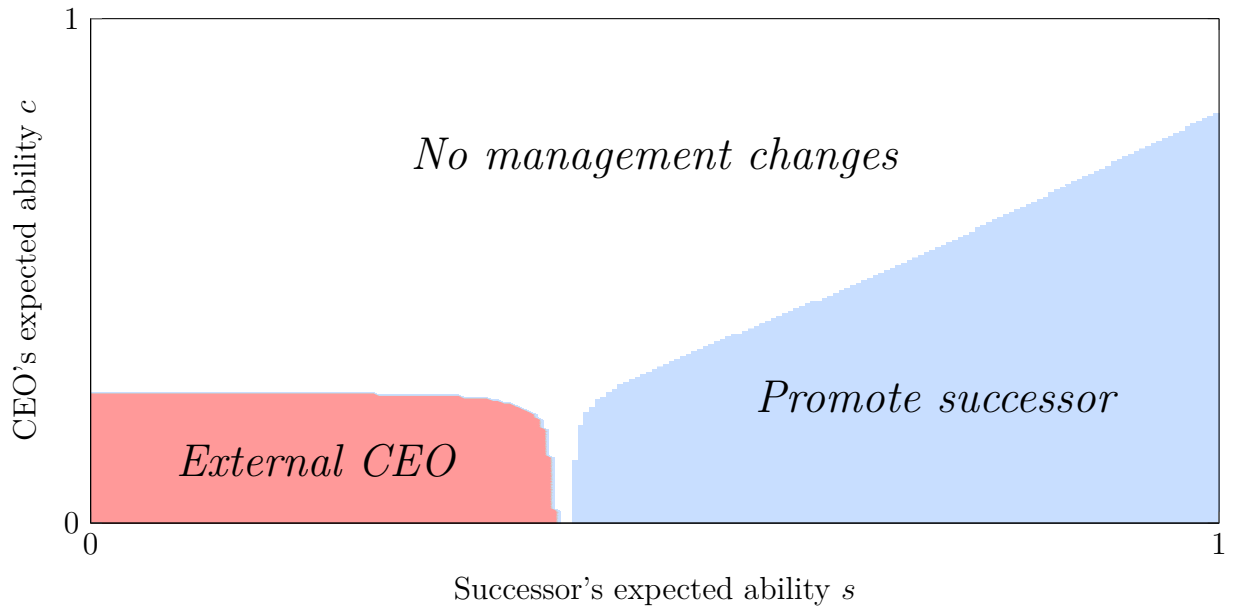 1
CEO's expected ability c
No management changes
Promote successor
External CEO
0
0
1
Successor's expected ability s